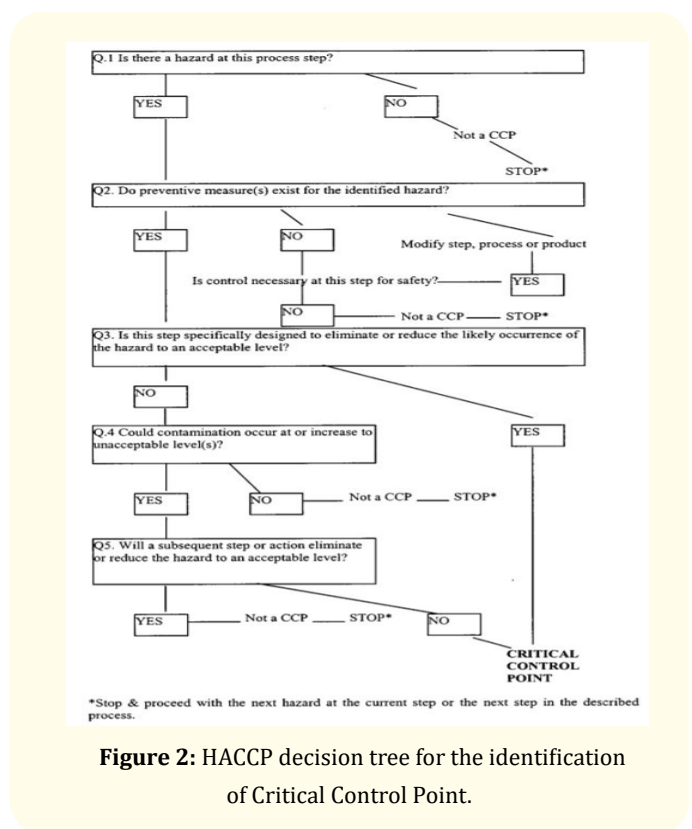 Q.1 Is there a hazard at this process step?
YES
NO
Not a CCP
STOP*
Q2. Do preventive measure(s) exist for the identified hazard?
YES
NO
Modify step, process or product
Is control necessary at this step for safety?
YES
NO
Not a CCP
STOP*
Q3. Is this step specifically designed to eliminate or reduce the likely occurrence of
the hazard to an acceptable level?
NO
YES
Q.4 Could contamination occur at or increase to
unacceptable level(s)?
YES
NO
Not a CCP
STOP*
Q5. Will a subsequent step or action eliminate
or reduce the hazard to an acceptable level?
YES
Not a CCP
STOP*
NO
CRITICAL
CONTROL
POINT
*Stop & proceed with the next hazard at the current step or the next step in the described
process.
Figure 2: HACCP decision tree for the identification
of Critical Control Point.